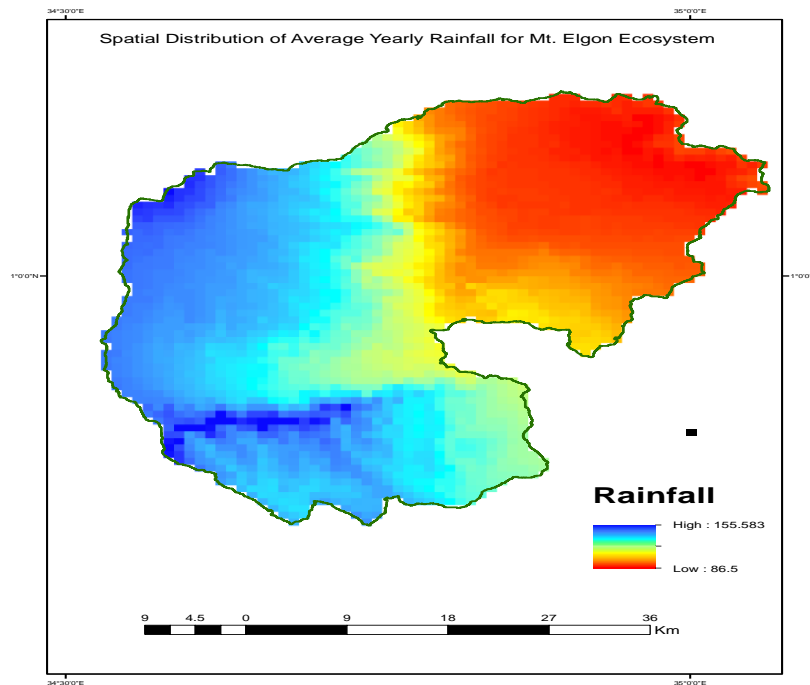 34°30'0"E 35°0'0"E
Spatial Distribution of Average Yearly Rainfall for Mt. Elgon Ecosystem
1°0'0"N 1°0'0"N
Rainfall
High : 155.583
Low : 86.5
9 4.5 0 9 18 27 36
Km
34°30'0"E 35°0'0"E